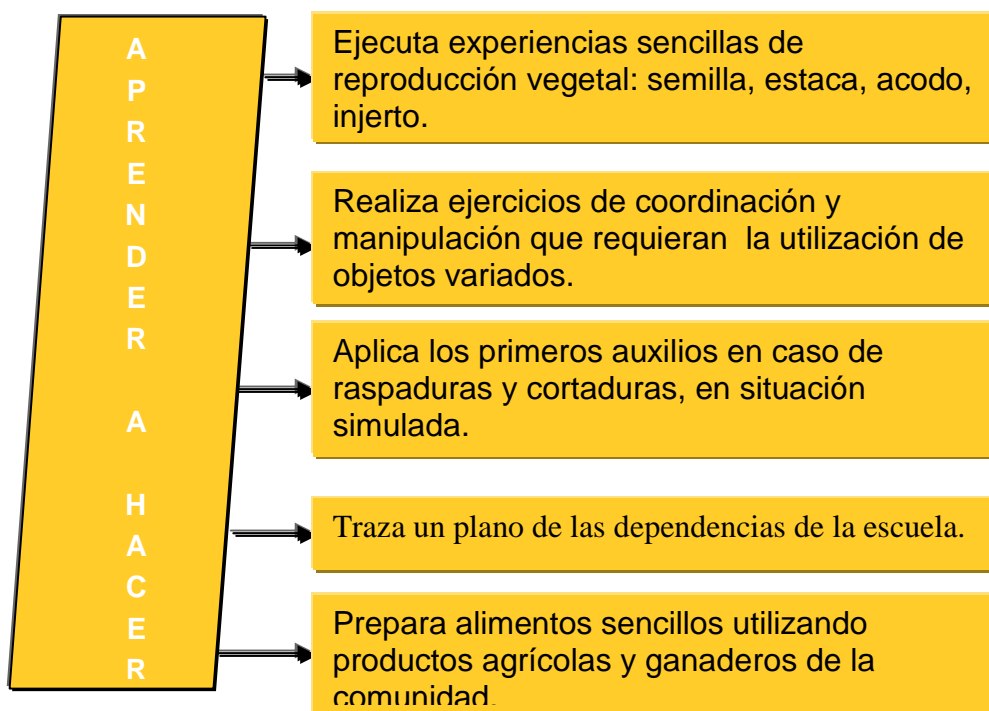 APRENDER A HACER
Ejecuta experiencias sencillas de
reproducción vegetal: semilla, estaca, acodo,
injerto.
Realiza ejercicios de coordinación y
manipulación que requieran  la utilización de
objetos variados.
Aplica los primeros auxilios en caso de
raspaduras y cortaduras, en situación
simulada.
Traza un plano de las dependencias de la escuela.
Prepara alimentos sencillos utilizando
productos agrícolas y ganaderos de la
comunidad.